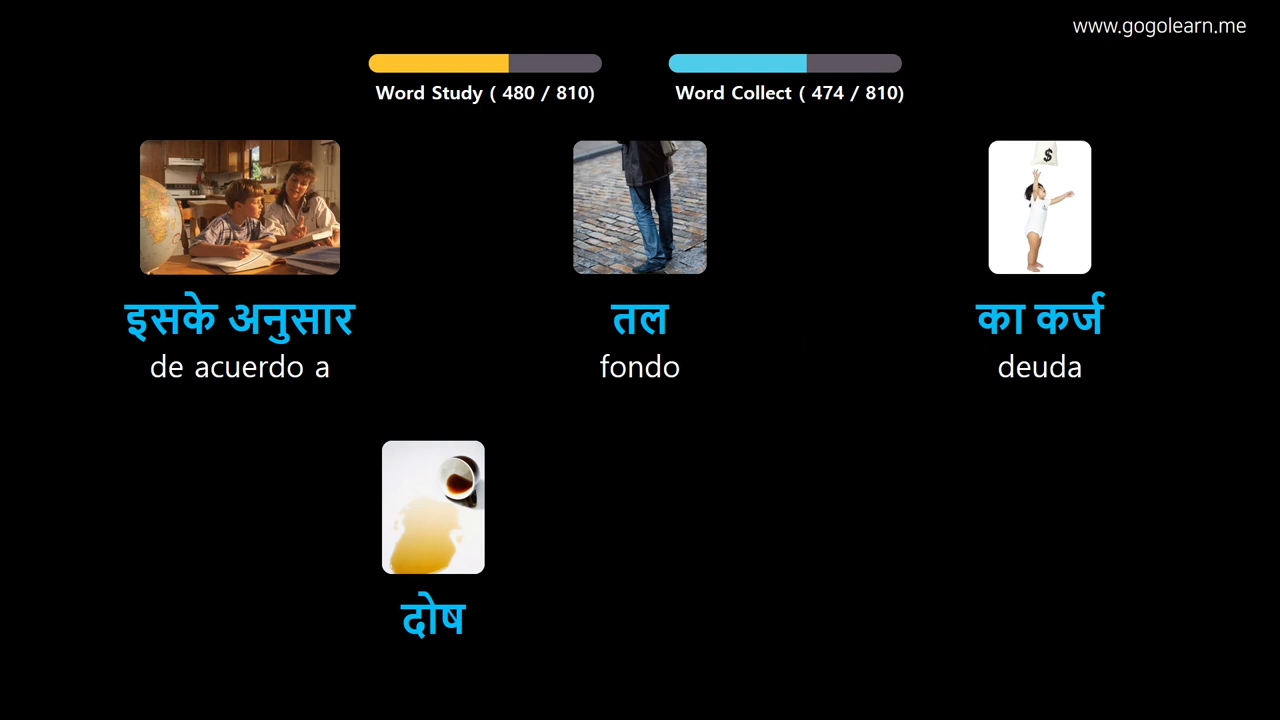 www.gogolearn.me
Word Study ( 480 / 810)
Word Collect ( 474 / 810)
इसके अनुसार
de acuerdo a
तल
fondo
का कर्ज
deuda
दोष